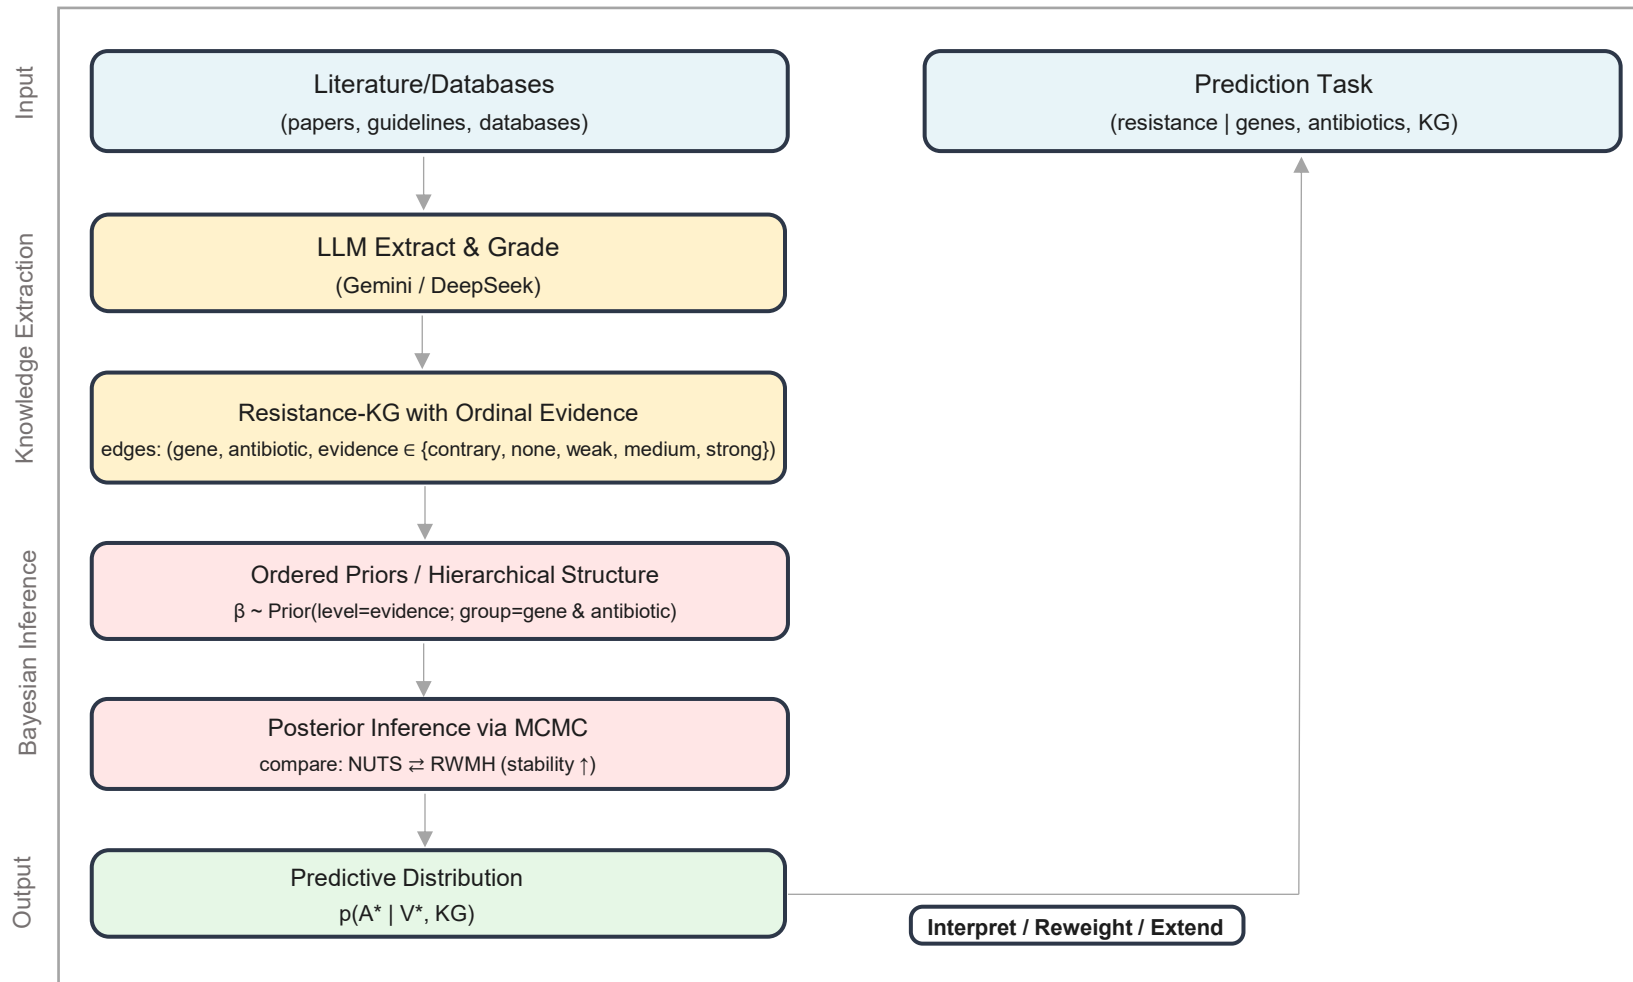 Input
Literature/Databases
(papers, guidelines, databases)
Prediction Task
(resistance | genes, antibiotics, KG)
Knowledge Extraction
LLM Extract & Grade
(Gemini / DeepSeek)
Resistance-KG with Ordinal Evidence
edges: (gene, antibiotic, evidence ∈ {contrary, none, weak, medium, strong})
Bayesian Inference
Ordered Priors / Hierarchical Structure
β ~ Prior(level=evidence; group=gene & antibiotic)
Posterior Inference via MCMC
compare: NUTS ⇄ RWMH (stability ↑)
Output
Predictive Distribution
p(A* | V*, KG)
Interpret / Reweight / Extend